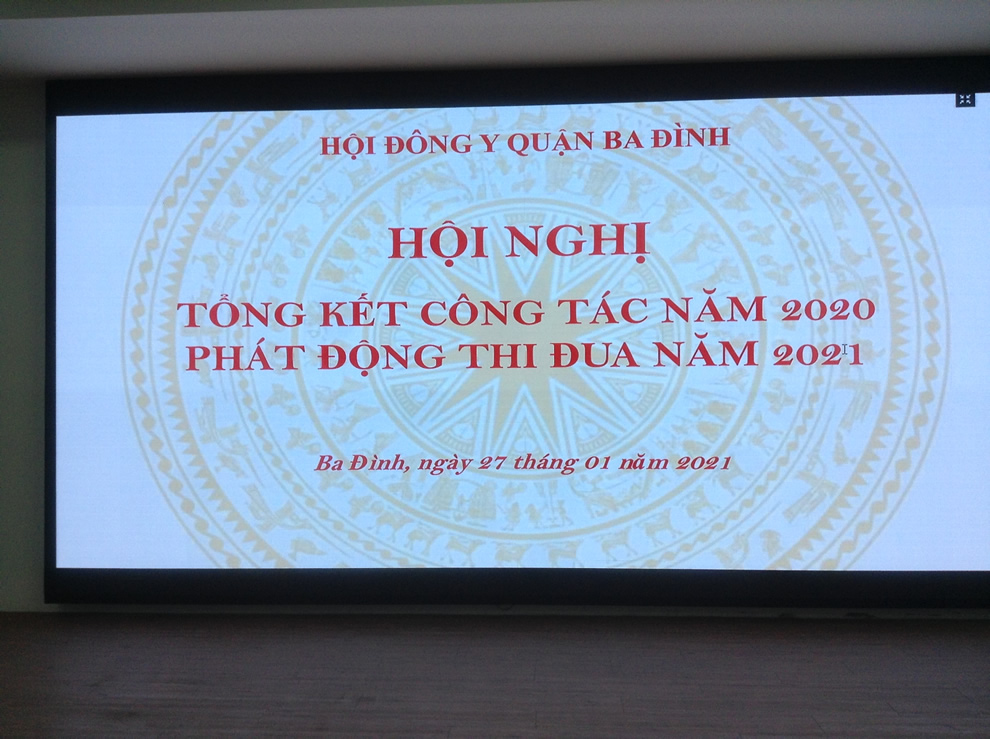 HỘI ĐÔNG Y QUẬN BA ĐÌNH
HỘI NGHỊ
TỔNG KẾT CÔNG TÁC NĂM 2020
PHÁT ĐỘNG THI ĐUA NĂM 2021
Ba Đình, ngày 27 tháng 01 năm 2021